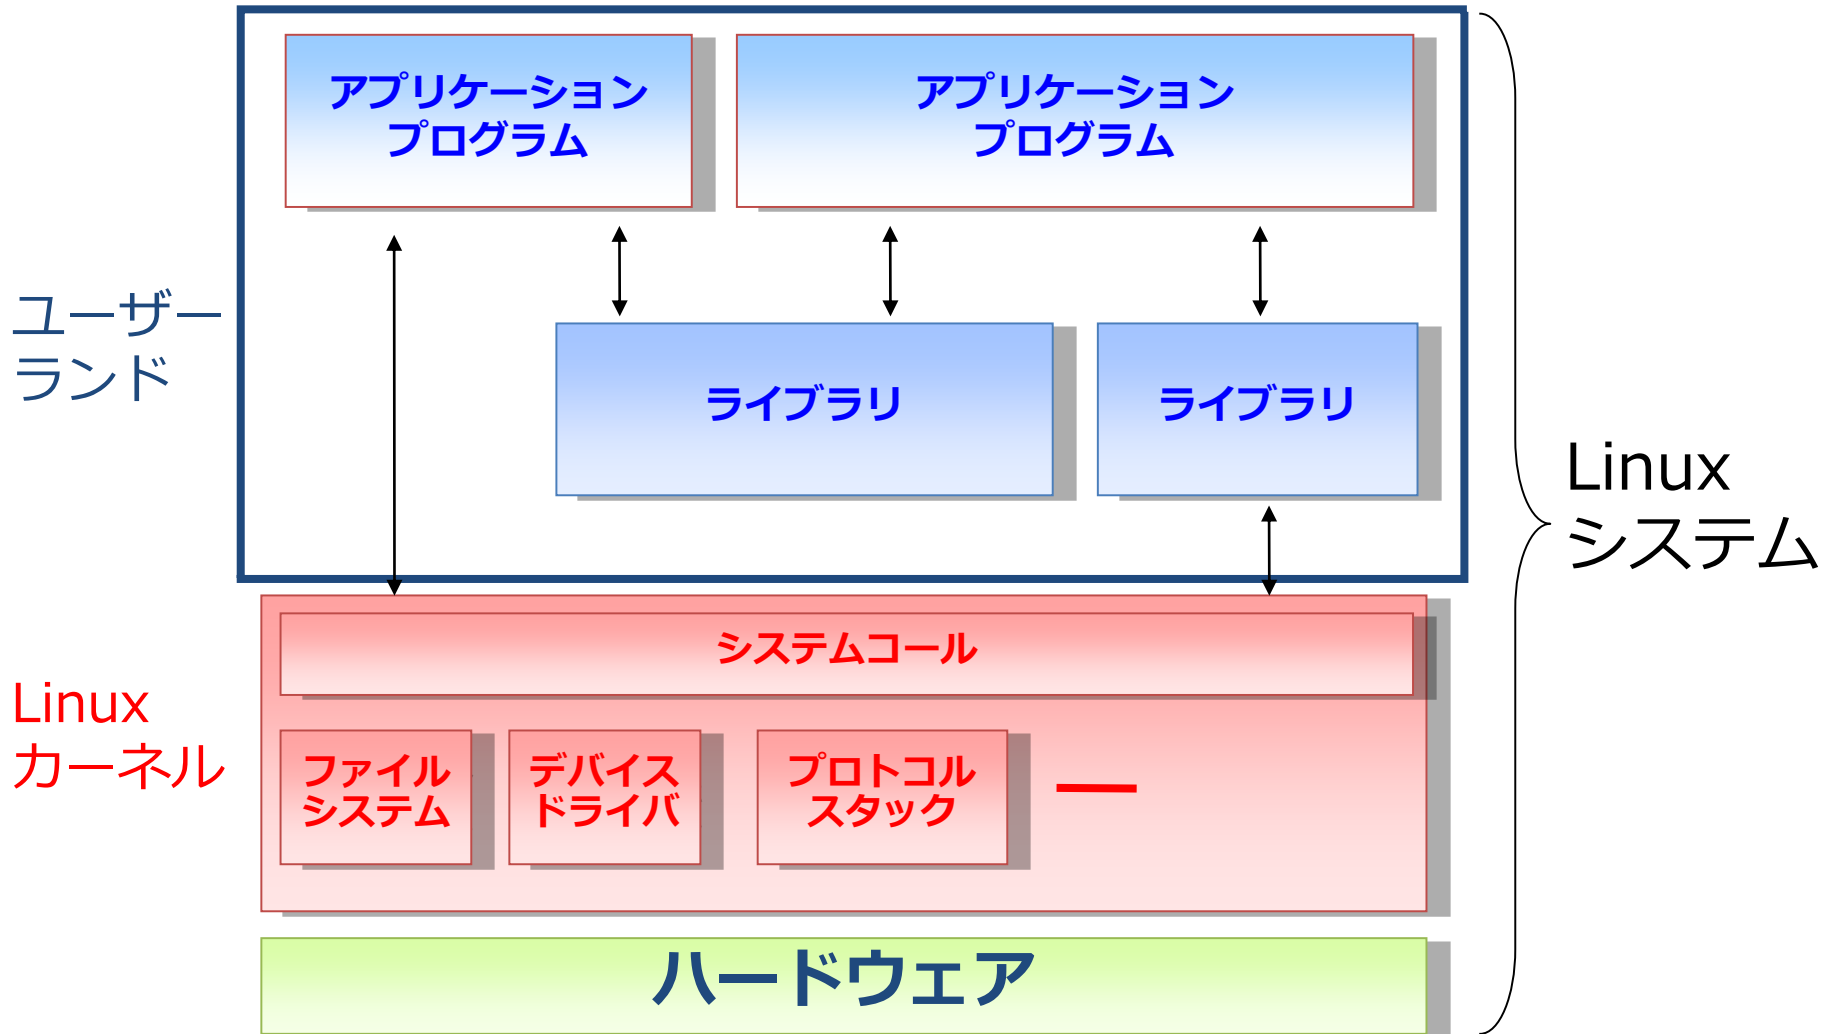 アプリケーション
プログラム
アプリケーション
プログラム
ユーザー
ランド
ライブラリ
ライブラリ
Linux
システム
システムコール
Linux
カーネル
ファイル
システム
デバイス
ドライバ
プロトコル
スタック
ハードウェア